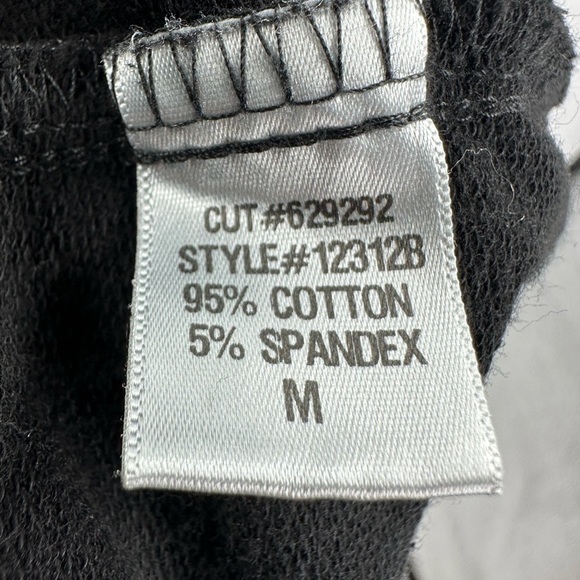 CUT#629292
STYLE#12312B
95% COTTON
5% SPANDEX
M